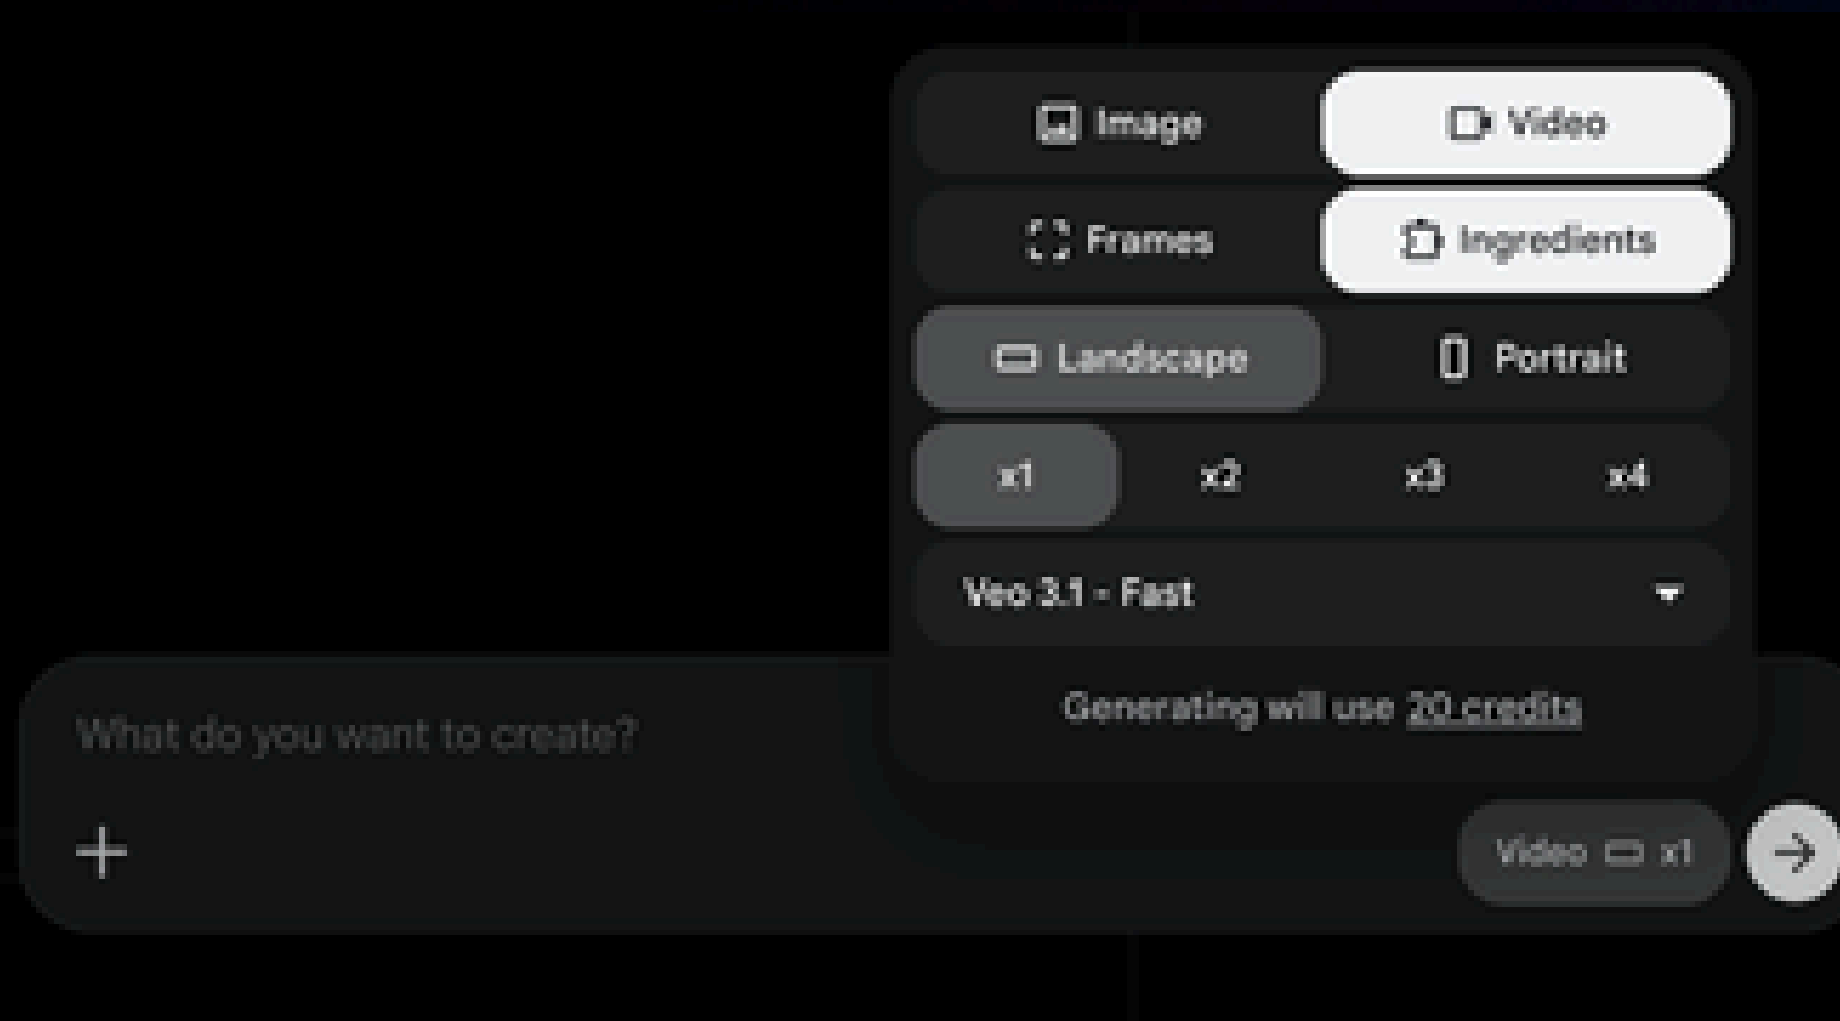 Image Video
Frames Ingredients
Landscape Portrait
x1 x2 x3 x4
Veo 3.1 - Fast
Generating will use 20 credits
What do you want to create?
Video x1